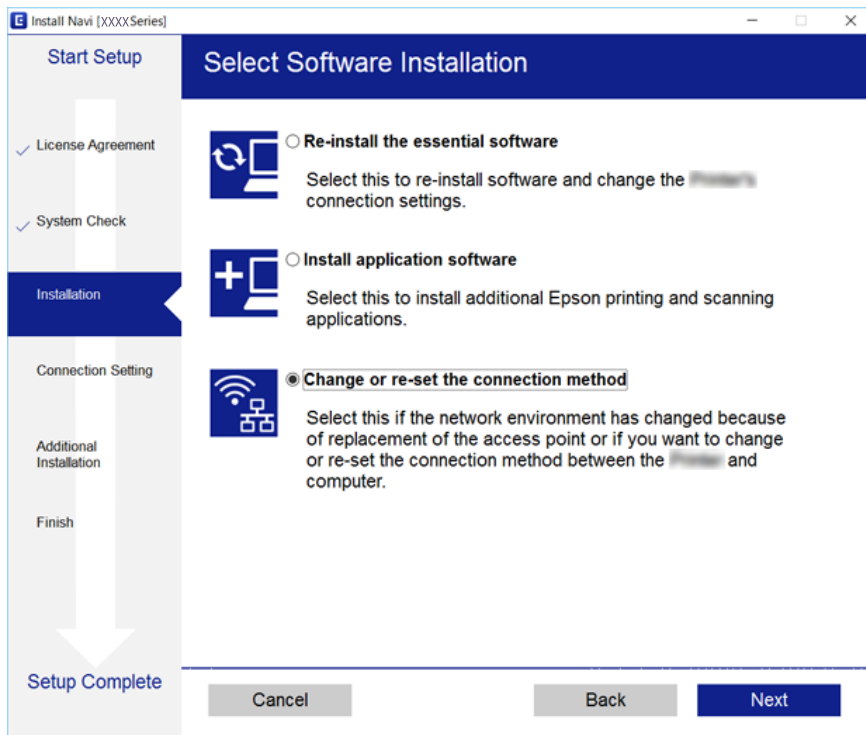 E Install Navi [XXXXSeries]
Start Setup
License Agreement
System Check
Installation
Connection Setting
Additional
Installation
Finish
Setup Complete
Select Software Installation
Re-install the essential software
Select this to re-install software and change the
connection settings.
Install application software
Select this to install additional Epson printing and scanning
applications.
Change or re-set the connection method
Select this if the network environment has changed because
of replacement of the access point or if you want to change
or re-set the connection method between the and
computer.
Cancel
Back
Next